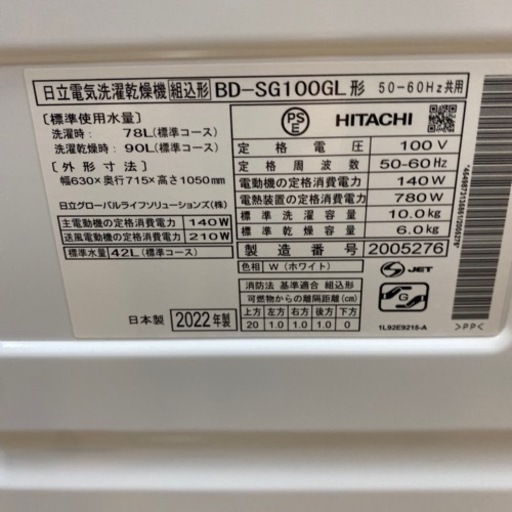 日立電気洗濯乾燥機 組込形 BD-SG100GL形 50-60Hz共用
<標準使用水量>
洗濯時： 78L(標準コース)
洗濯乾燥時： 90L(標準コース)
<外形寸法>
幅630×奥行715×高さ1050mm
日立グローバルライフソリューションズ(株)
主電動機の定格消費電力 140W
送風電動機の定格消費電力 210W
標準水量 42L(標準コース)
日本製 2022年製
PSE HITACHI
定格電圧 100V
定格周波数 50-60Hz
電動機の定格消費電力 140W
電熱装置の定格消費電力 780W
標準洗濯容量 10.0kg
標準乾燥容量 6.0kg
製造番号 2005276
色相 W (ホワイト)
消防法 基準適合 組込形
可燃物からの離隔距離(cm)
上方 左方 右方 後方 下方
20 1.0 1.0 1.0 0
JET
G
1L92E9215-A
>PP<